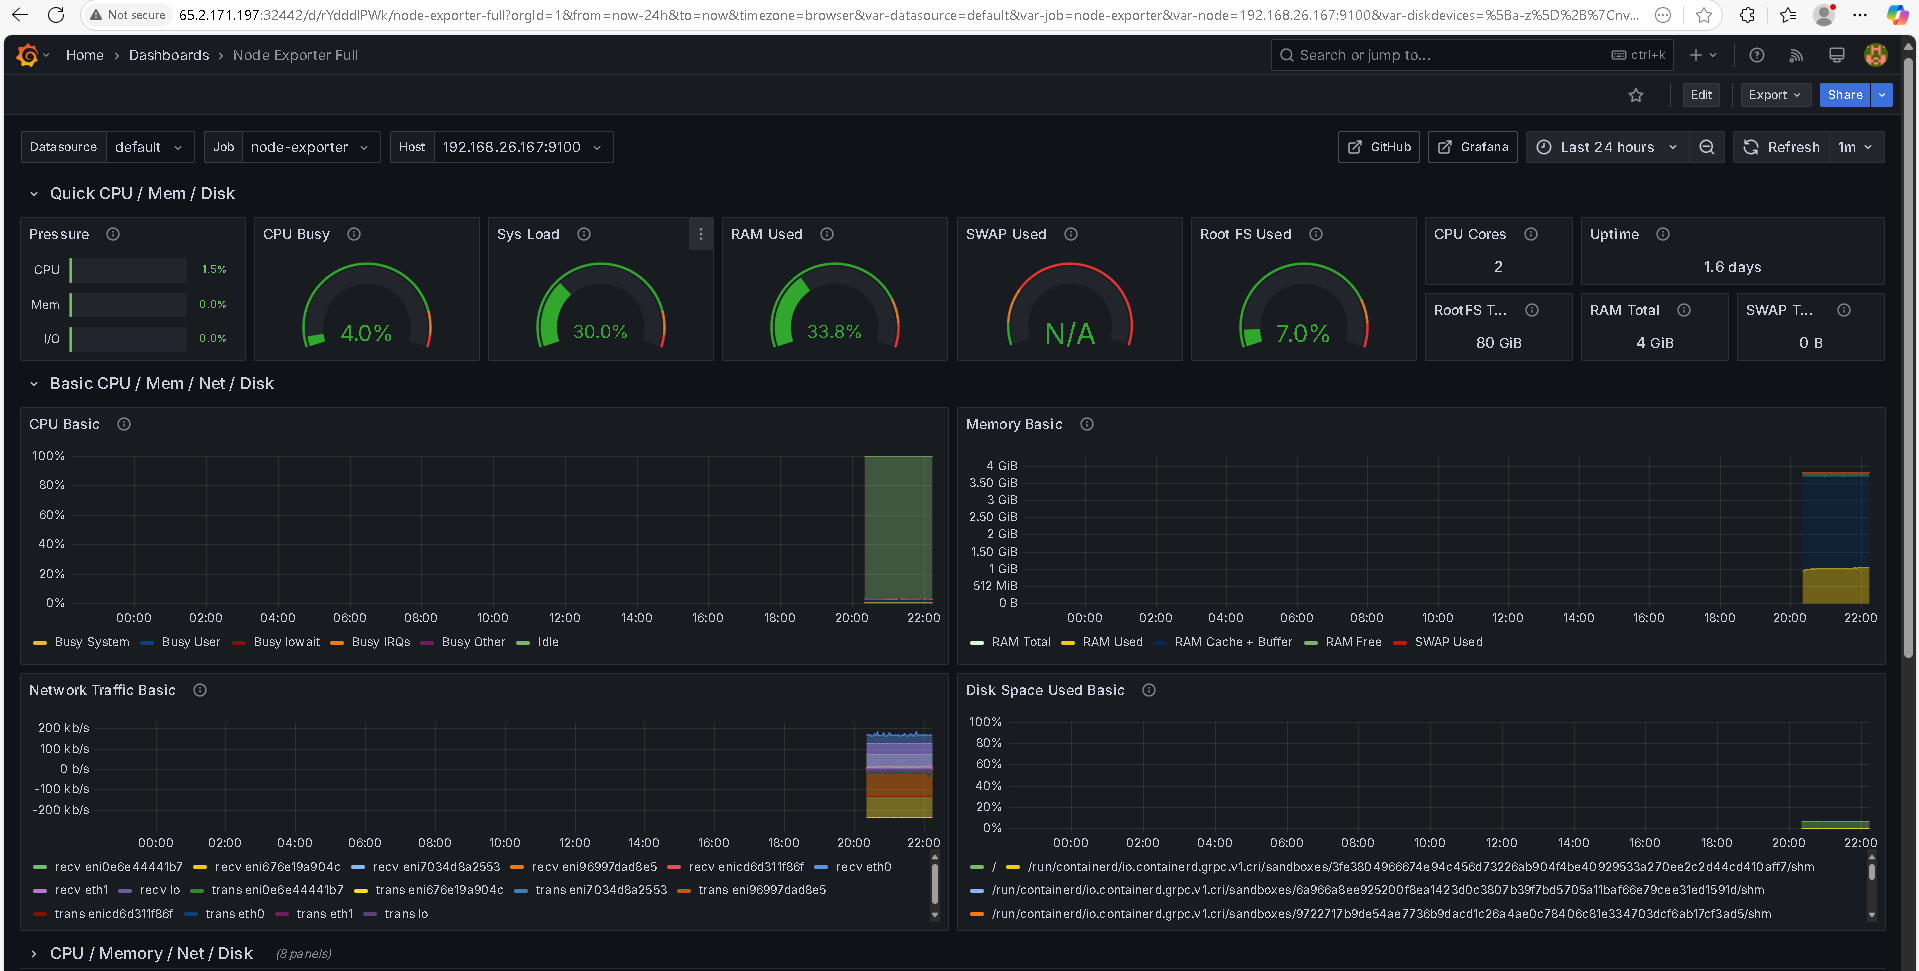 Not secure 65.2.171.197:32442/d/rYdddlPWk/node-exporter-full?orgId=1&from=now-24h&to=now&timezone=browser&var-datasource=default&var-job=node-exporter&var-node=192.168.26.167:9100&var-diskdevices=%5Ba-z%5D%2B%7Cnv...
Home > Dashboards > Node Exporter Full Search or jump to... ctrl+k
Edit Export Share
Datasource default Job node-exporter Host 192.168.26.167:9100 GitHub Grafana Last 24 hours Refresh 1m
Quick CPU / Mem / Disk
Pressure
CPU 1.5%
Mem 0.0%
I/O 0.0%
CPU Busy
4.0%
Sys Load
30.0%
RAM Used
33.8%
SWAP Used
N/A
Root FS Used
7.0%
CPU Cores
2
Uptime
1.6 days
RootFS T...
80 GiB
RAM Total
4 GiB
SWAP T...
0 B
Basic CPU / Mem / Net / Disk
CPU Basic
100%
80%
60%
40%
20%
0%
00:00 02:00 04:00 06:00 08:00 10:00 12:00 14:00 16:00 18:00 20:00 22:00
Busy System Busy User Busy Iowait Busy IRQs Busy Other Idle
Memory Basic
4 GiB
3.50 GiB
3 GiB
2.50 GiB
2 GiB
1.50 GiB
1 GiB
512 MiB
0 B
00:00 02:00 04:00 06:00 08:00 10:00 12:00 14:00 16:00 18:00 20:00 22:00
RAM Total RAM Used RAM Cache + Buffer RAM Free SWAP Used
Network Traffic Basic
200 kb/s
100 kb/s
0 b/s
-100 kb/s
-200 kb/s
00:00 02:00 04:00 06:00 08:00 10:00 12:00 14:00 16:00 18:00 20:00 22:00
recv eni0e6e44441b7 recv eni676e19a904c recv eni7034d8a2553 recv eni96997dad8e5 recv enicd6d311f86f recv eth0
recv eth1 recv lo trans eni0e6e44441b7 trans eni676e19a904c trans eni7034d8a2553 trans eni96997dad8e5
trans enicd6d311f86f trans eth0 trans eth1 trans lo
Disk Space Used Basic
100%
80%
60%
40%
20%
0%
00:00 02:00 04:00 06:00 08:00 10:00 12:00 14:00 16:00 18:00 20:00 22:00
/ /run/containerd/io.containerd.grpc.v1.cri/sandboxes/3fe3804966674e94c456d73226ab904f4be40929533a270ee2c2d44cd410aff7/shm
/run/containerd/io.containerd.grpc.v1.cri/sandboxes/6a966a8ee925200f8ea1423d0c3807b39f7bd5705a11baf66e79cee31ed1591d/shm
/run/containerd/io.containerd.grpc.v1.cri/sandboxes/9722717b9de54ae7736b9dacd1c26a4ae0c78406c81e334703dcf6ab17cf3ad5/shm
CPU / Memory / Net / Disk (8 panels)